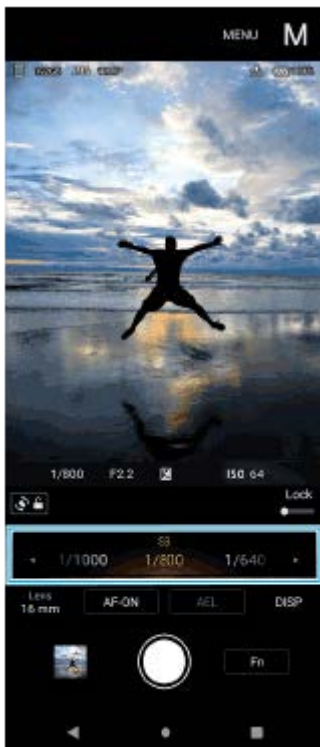 MENU M
1/800 F2.2 ISO 64
Lock
SS
1/1000 1/800 1/640
Lens
16 mm AF-ON AEL DISP
Fn